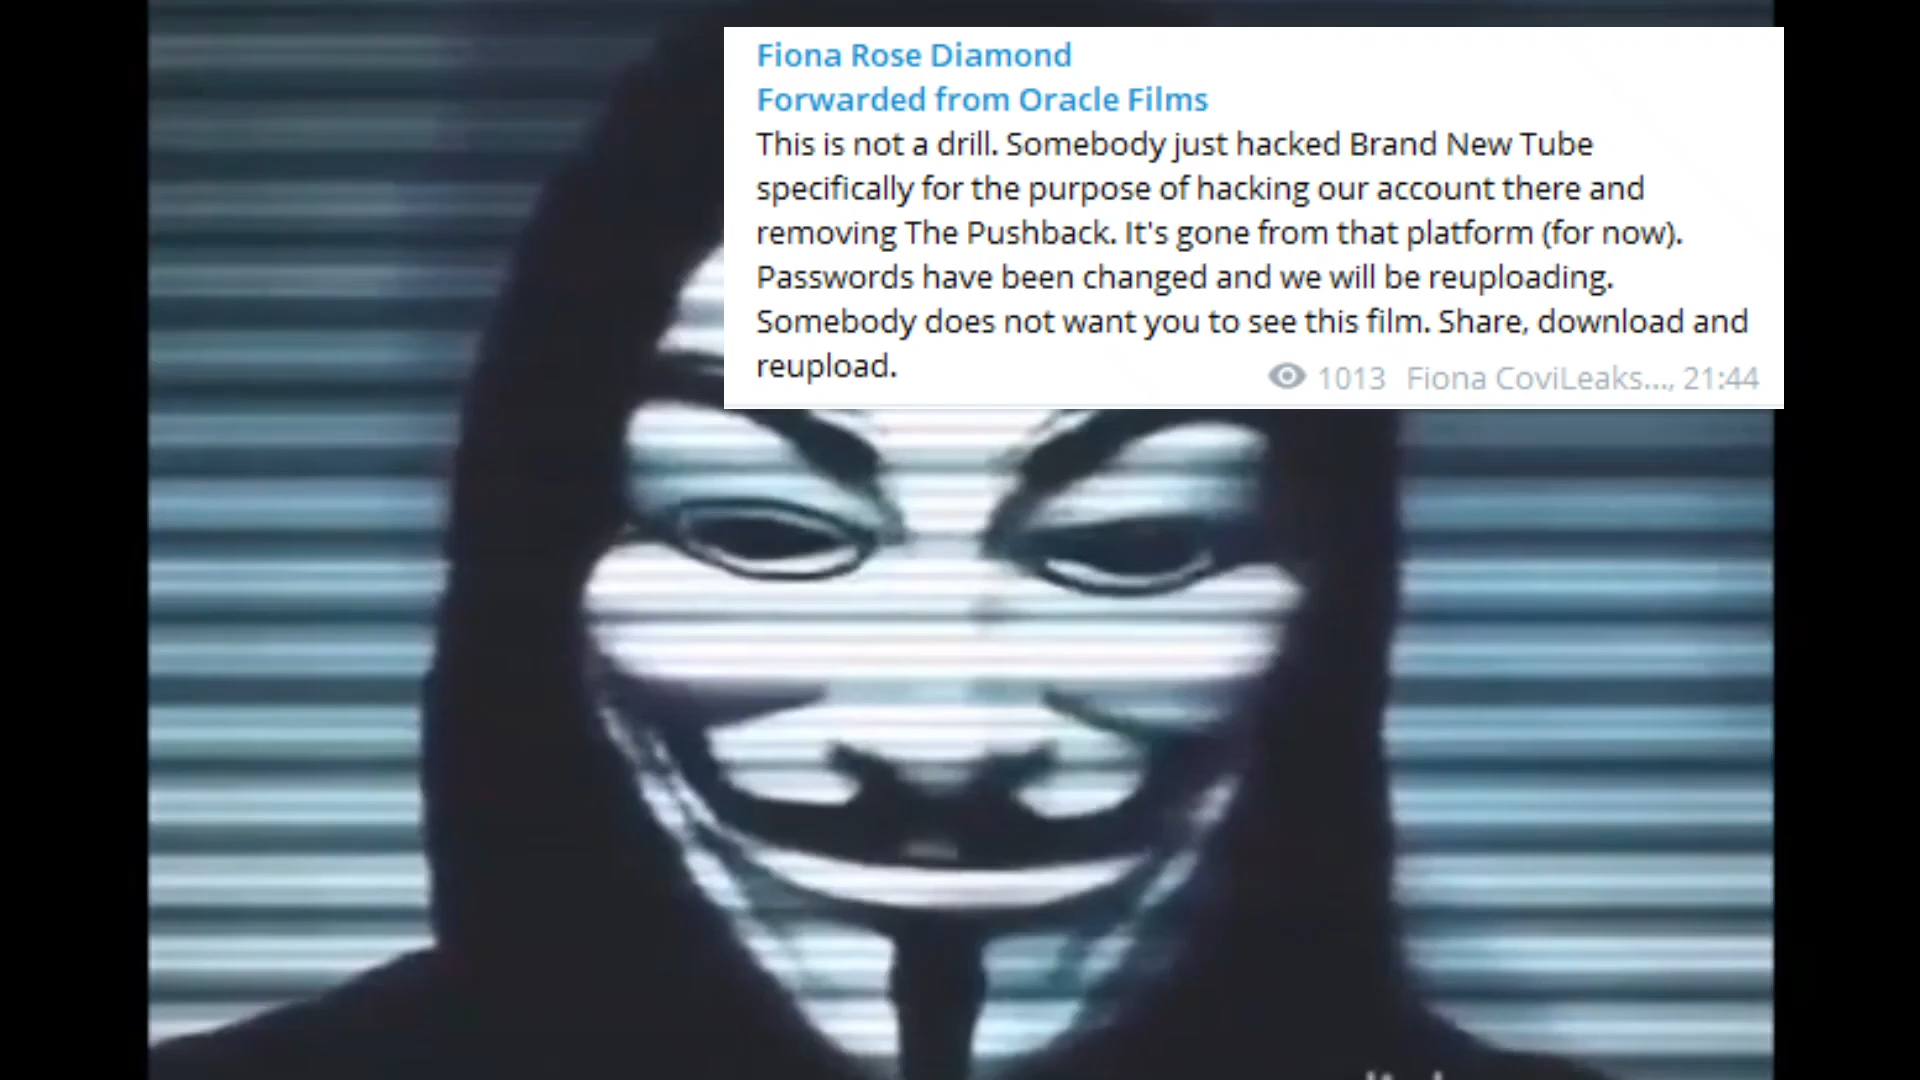 Fiona Rose Diamond
Forwarded from Oracle Films
This is not a drill. Somebody just hacked Brand New Tube
specifically for the purpose of hacking our account there and
removing The Pushback. It's gone from that platform (for now).
Passwords have been changed and we will be reuploading.
Somebody does not want you to see this film. Share, download and
reupload.
1013 Fiona CoviLeaks..., 21:44